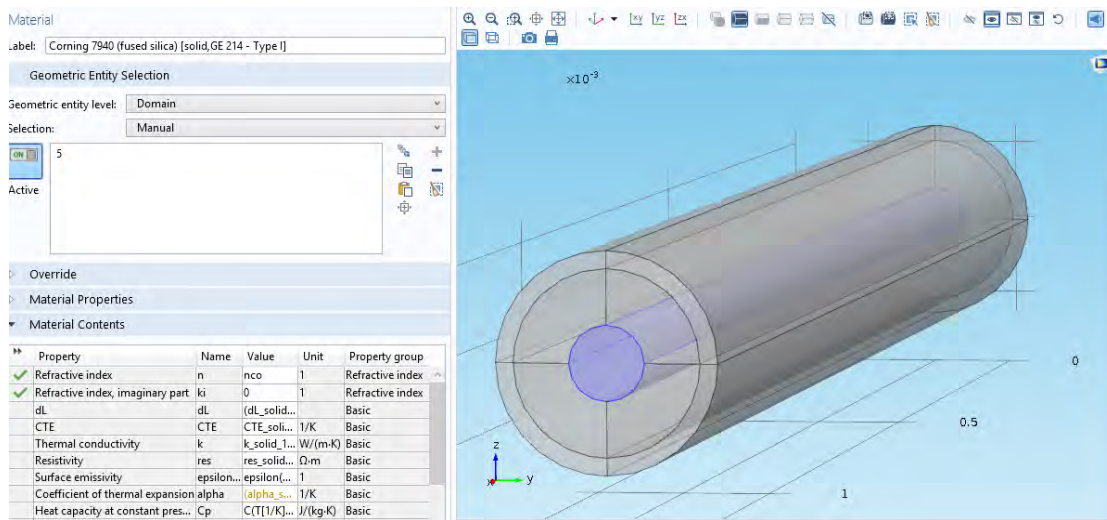 Material
Label: Corning 7940 (fused silica) [solid,GE 214 - Type I]
Geometric Entity Selection
Geometric entity level: Domain
Selection: Manual
ON 5
Active
Override
Material Properties
Material Contents
Property Name Value Unit Property group
Refractive index n nco 1 Refractive index
Refractive index, imaginary part ki 0 1 Refractive index
dL dL (dL_solid... Basic
CTE CTE CTE_soli... 1/K Basic
Thermal conductivity k k_solid_1... W/(m·K) Basic
Resistivity res res_solid... Ω·m Basic
Surface emissivity epsilon... epsilon(... 1 Basic
Coefficient of thermal expansion alpha (alpha_s... 1/K Basic
Heat capacity at constant pres... Cp C(T[1/K]... J/(kg·K) Basic
xy yz zx
×10⁻³
0
0.5
1
z
x y